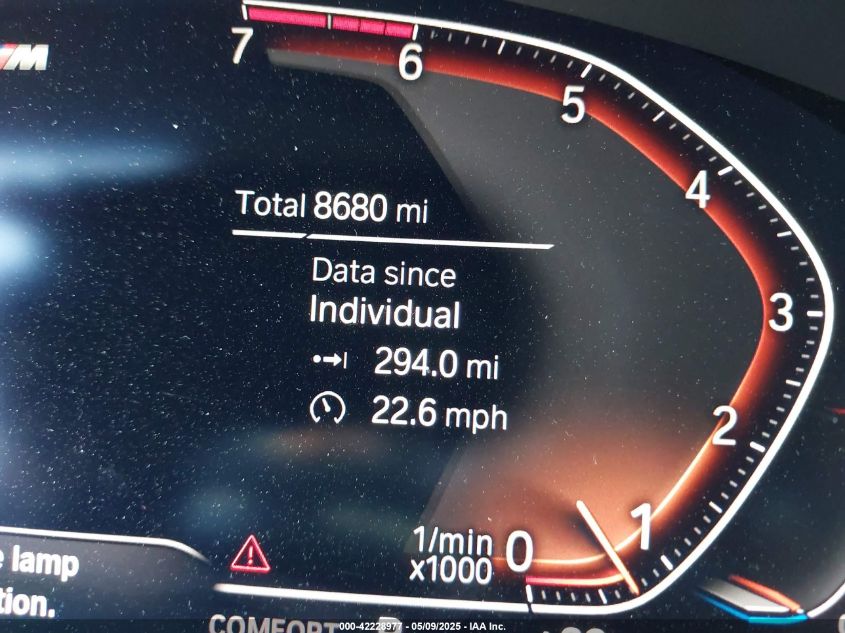 M
7
6
5
4
3
2
1
0
Total 8680 mi
Data since
Individual
294.0 mi
22.6 mph
1/min
x1000
lamp
COMFORT
000-42228977 - 05/09/2025 - IAA Inc.